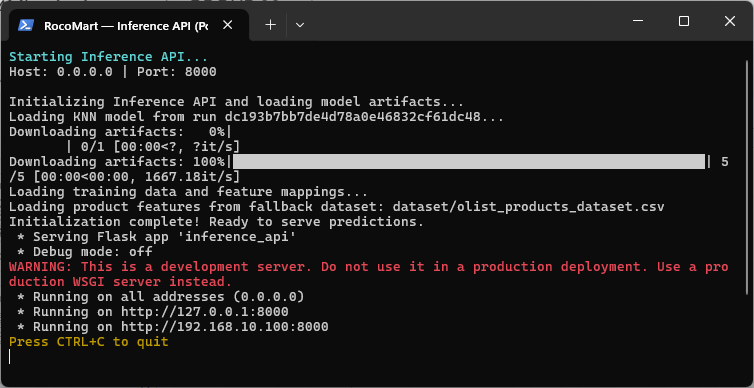 RocoMart — Inference API (Po
Starting Inference API...
Host: 0.0.0.0 | Port: 8000
Initializing Inference API and loading model artifacts...
Loading KNN model from run dc193b7bb7de4d78a0e46832cf61dc48...
Downloading artifacts:   0%|
       | 0/1 [00:00<?, ?it/s]
Downloading artifacts: 100%|███████████████████████████████████████████████████████████████| 5
/5 [00:00<00:00, 1667.18it/s]
Loading training data and feature mappings...
Loading product features from fallback dataset: dataset/olist_products_dataset.csv
Initialization complete! Ready to serve predictions.
 * Serving Flask app 'inference_api'
 * Debug mode: off
WARNING: This is a development server. Do not use it in a production deployment. Use a pro
duction WSGI server instead.
 * Running on all addresses (0.0.0.0)
 * Running on http://127.0.0.1:8000
 * Running on http://192.168.10.100:8000
Press CTRL+C to quit